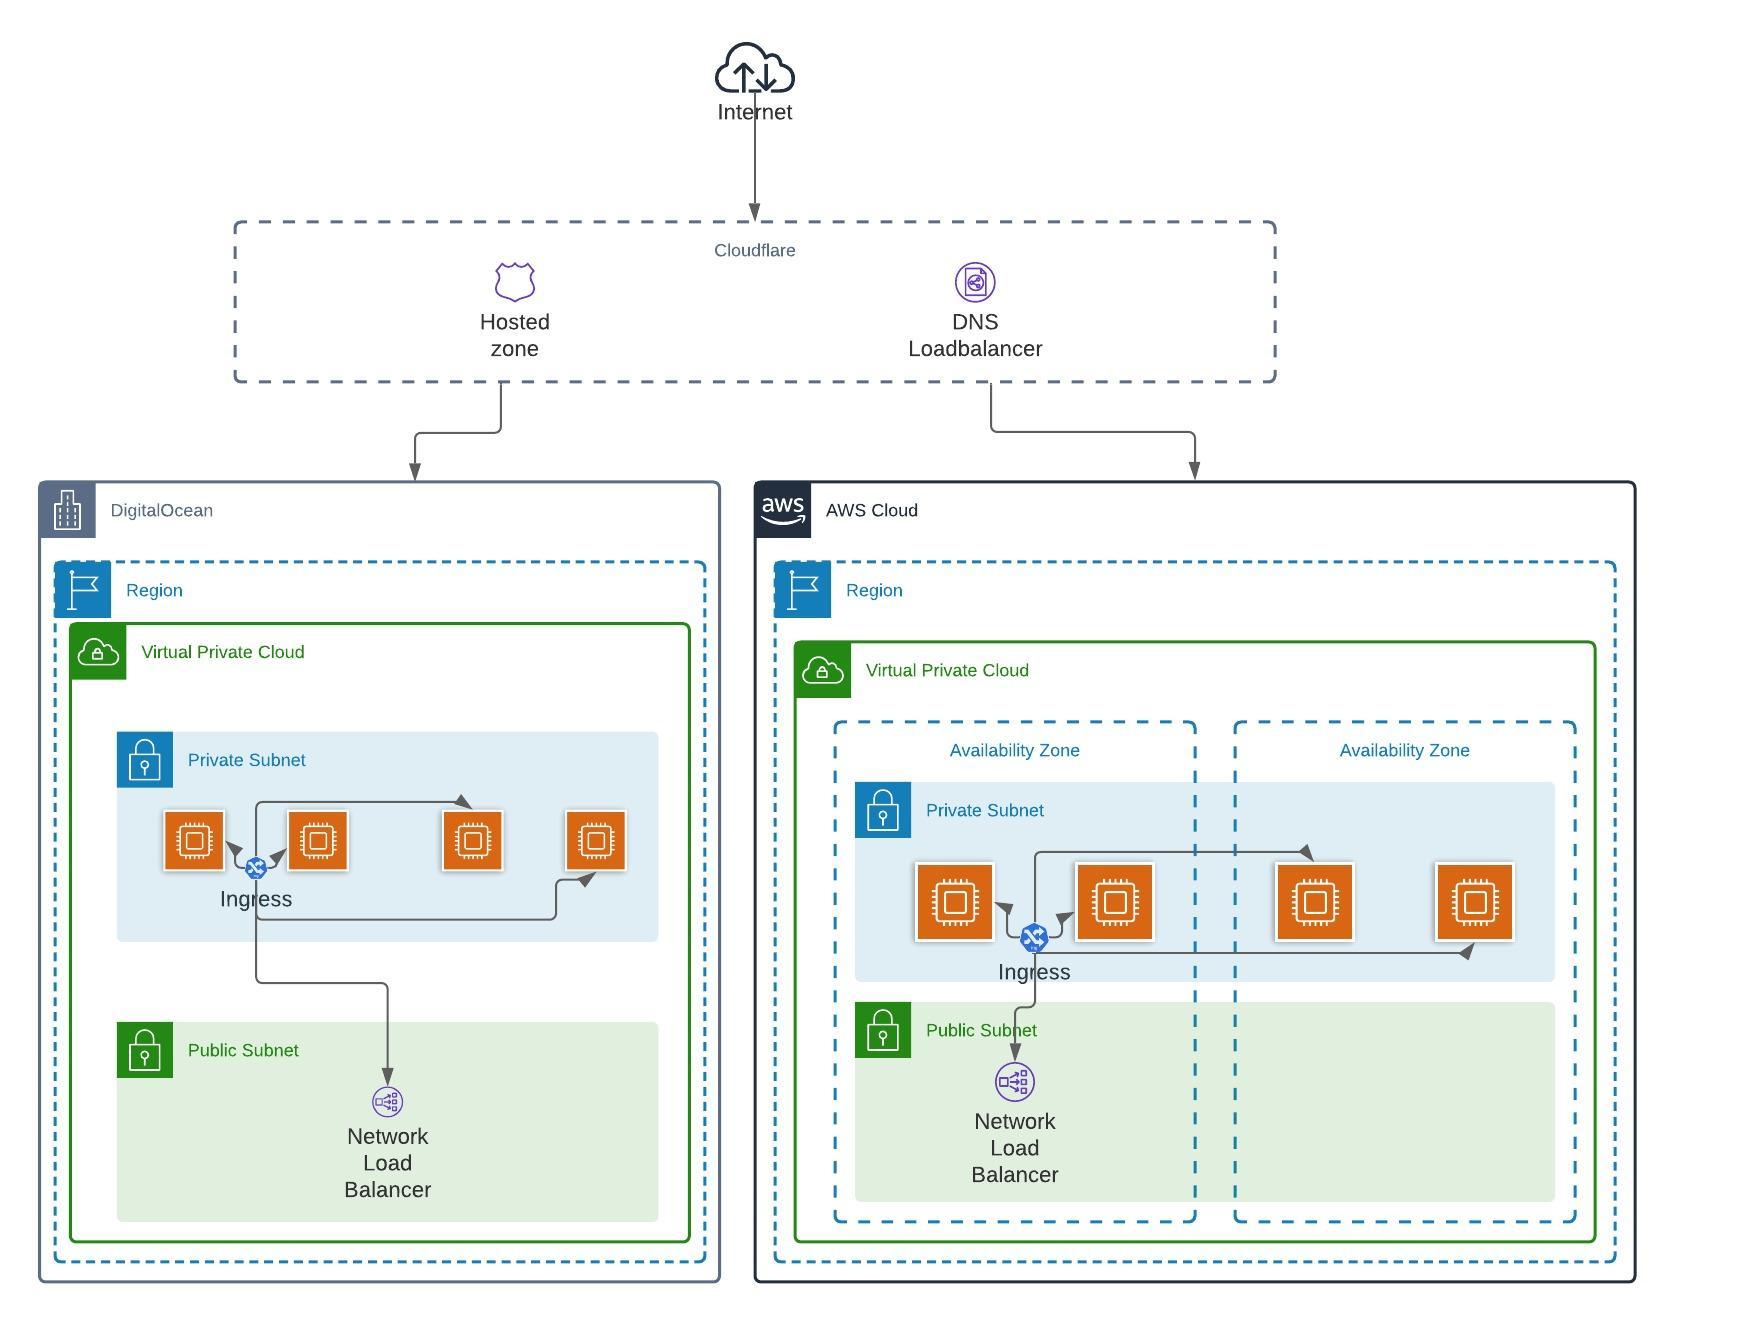 Internet
Cloudflare
Hosted
zone
DNS
Loadbalancer
DigitalOcean
Region
Virtual Private Cloud
Private Subnet
Ingress
Public Subnet
Network
Load
Balancer
aws
AWS Cloud
Region
Virtual Private Cloud
Availability Zone
Availability Zone
Private Subnet
Ingress
Public Subnet
Network
Load
Balancer